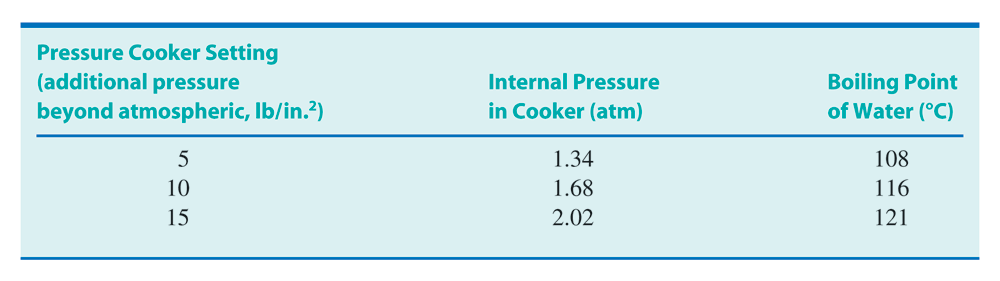 Pressure Cooker Setting
(additional pressure Internal Pressure Boiling Point
beyond atmospheric, lb/in.²) in Cooker (atm) of Water (°C)
5 1.34 108
10 1.68 116
15 2.02 121